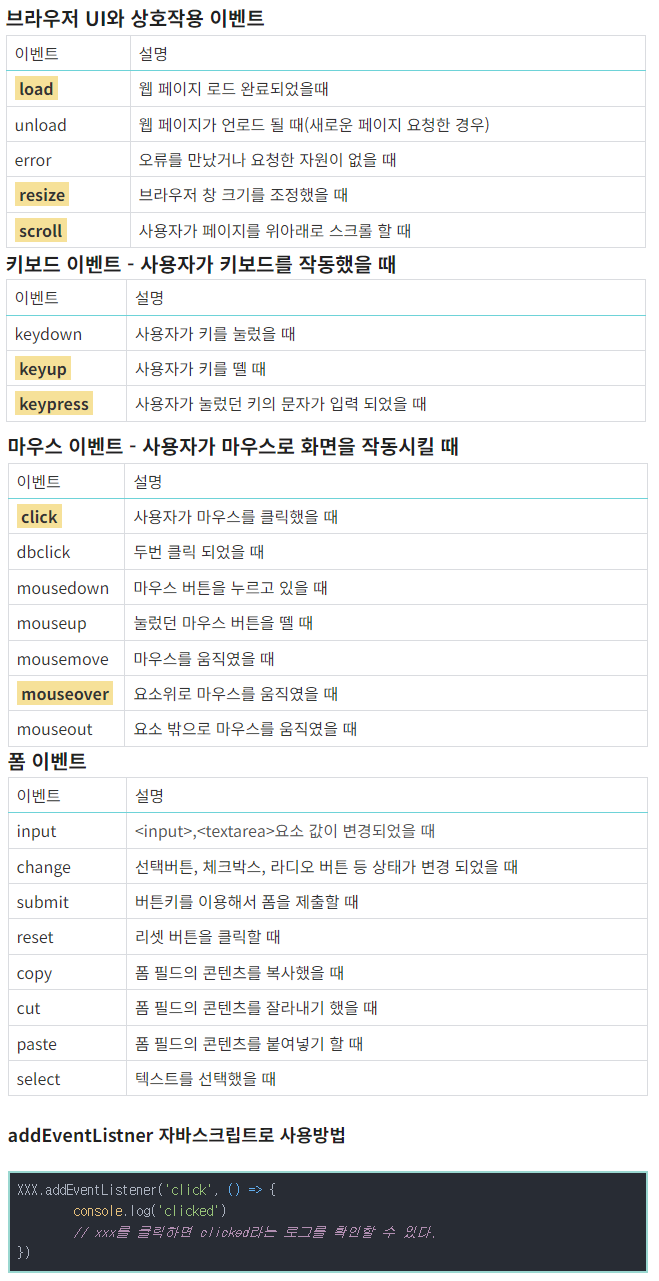 브라우저 UI와 상호작용 이벤트
이벤트 설명
load 웹 페이지 로드 완료되었을때
unload 웹 페이지가 언로드 될 때(새로운 페이지 요청한 경우)
error 오류를 만났거나 요청한 자원이 없을 때
resize 브라우저 창 크기를 조정했을 때
scroll 사용자가 페이지를 위아래로 스크롤 할 때
키보드 이벤트 - 사용자가 키보드를 작동했을 때
이벤트 설명
keydown 사용자가 키를 눌렀을 때
keyup 사용자가 키를 뗄 때
keypress 사용자가 눌렀던 키의 문자가 입력 되었을 때
마우스 이벤트 - 사용자가 마우스로 화면을 작동시킬 때
이벤트 설명
click 사용자가 마우스를 클릭했을 때
dbclick 두번 클릭 되었을 때
mousedown 마우스 버튼을 누르고 있을 때
mouseup 눌렀던 마우스 버튼을 뗄 때
mousemove 마우스를 움직였을 때
mouseover 요소위로 마우스를 움직였을 때
mouseout 요소 밖으로 마우스를 움직였을 때
폼 이벤트
이벤트 설명
input <input>,<textarea>요소 값이 변경되었을 때
change 선택버튼, 체크박스, 라디오 버튼 등 상태가 변경 되었을 때
submit 버튼키를 이용해서 폼을 제출할 때
reset 리셋 버튼을 클릭할 때
copy 폼 필드의 콘텐츠를 복사했을 때
cut 폼 필드의 콘텐츠를 잘라내기 했을 때
paste 폼 필드의 콘텐츠를 붙여넣기 할 때
select 텍스트를 선택했을 때
addEventListner 자바스크립트로 사용방법
XXX.addEventListener('click', () => {
console.log('clicked')
// xxx를 클릭하면 clicked라는 로그를 확인할 수 있다.
})